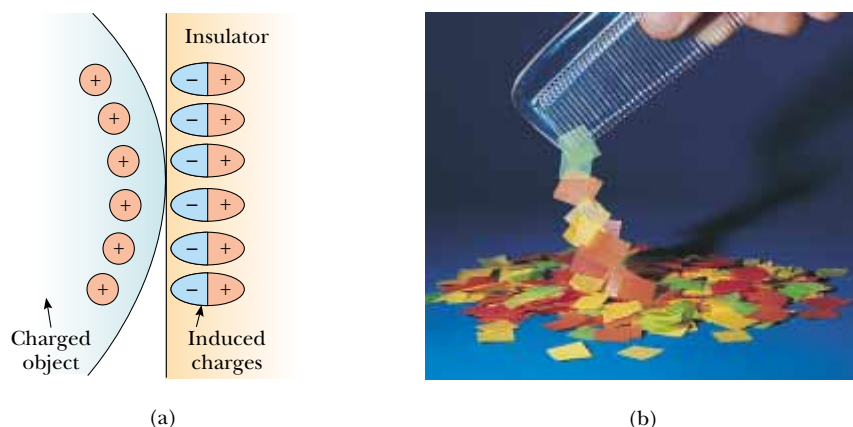 Insulator
+
+
+
+
+
+
− +
− +
− +
− +
− +
− +
Charged
object
Induced
charges
(a)
(b)